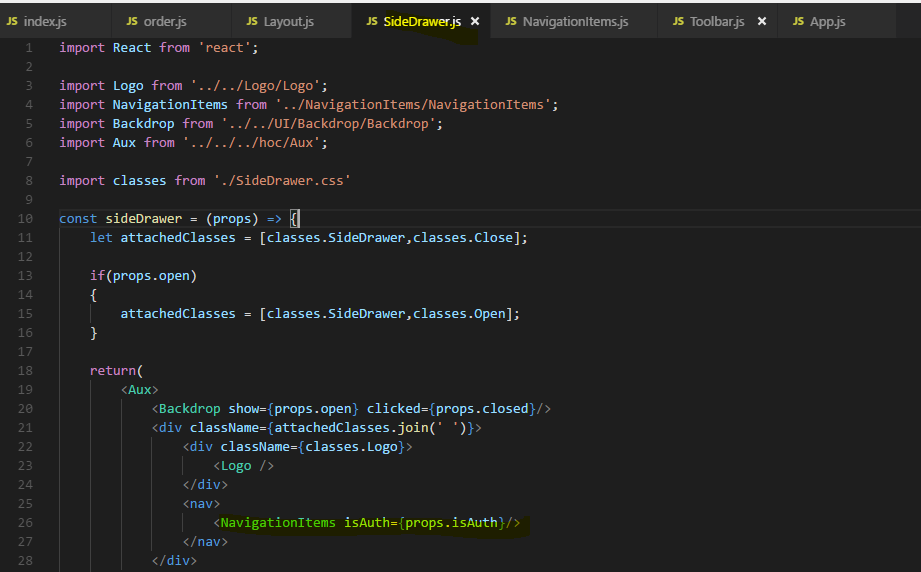 JS index.js JS order.js JS Layout.js JS SideDrawer.js × JS NavigationItems.js JS Toolbar.js × JS App.js
1 import React from 'react';
2
3 import Logo from '../../Logo/Logo';
4 import NavigationItems from '../NavigationItems/NavigationItems';
5 import Backdrop from '../../UI/Backdrop/Backdrop';
6 import Aux from '../../../hoc/Aux';
7
8 import classes from './SideDrawer.css'
9
10 const sideDrawer = (props) => {
11     let attachedClasses = [classes.SideDrawer,classes.Close];
12
13     if(props.open)
14     {
15         attachedClasses = [classes.SideDrawer,classes.Open];
16     }
17
18     return(
19         <Aux>
20             <Backdrop show={props.open} clicked={props.closed}/>
21             <div className={attachedClasses.join(' ')}>
22                 <div className={classes.Logo}>
23                     <Logo />
24                 </div>
25                 <nav>
26                     <NavigationItems isAuth={props.isAuth}/>
27                 </nav>
28             </div>